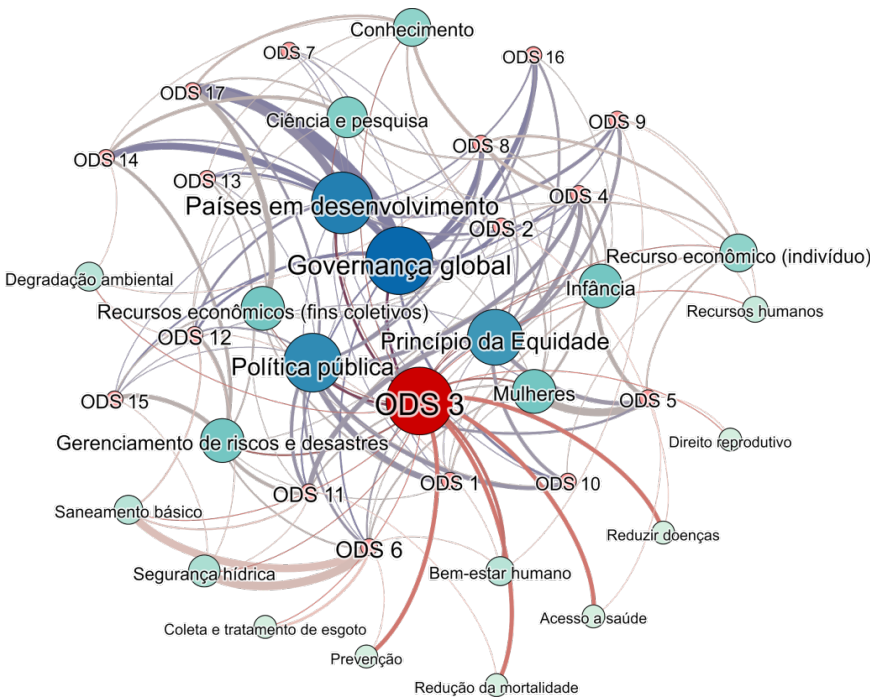 Conhecimento
ODS 7
ODS 16
ODS 17
Ciência e pesquisa
ODS 9
ODS 14
ODS 8
ODS 13
ODS 4
Países em desenvolvimento
ODS 2
Governança global
Recurso econômico (indivíduo)
Degradação ambiental
Infância
Recursos econômicos (fins coletivos)
Recursos humanos
ODS 12
Política pública
Princípio da Equidade
ODS 15
ODS 3
Mulheres
ODS 5
Gerenciamento de riscos e desastres
Direito reprodutivo
ODS 11
ODS 1
ODS 10
Saneamento básico
Reduzir doenças
ODS 6
Segurança hídrica
Bem-estar humano
Acesso a saúde
Coleta e tratamento de esgoto
Prevenção
Redução da mortalidade